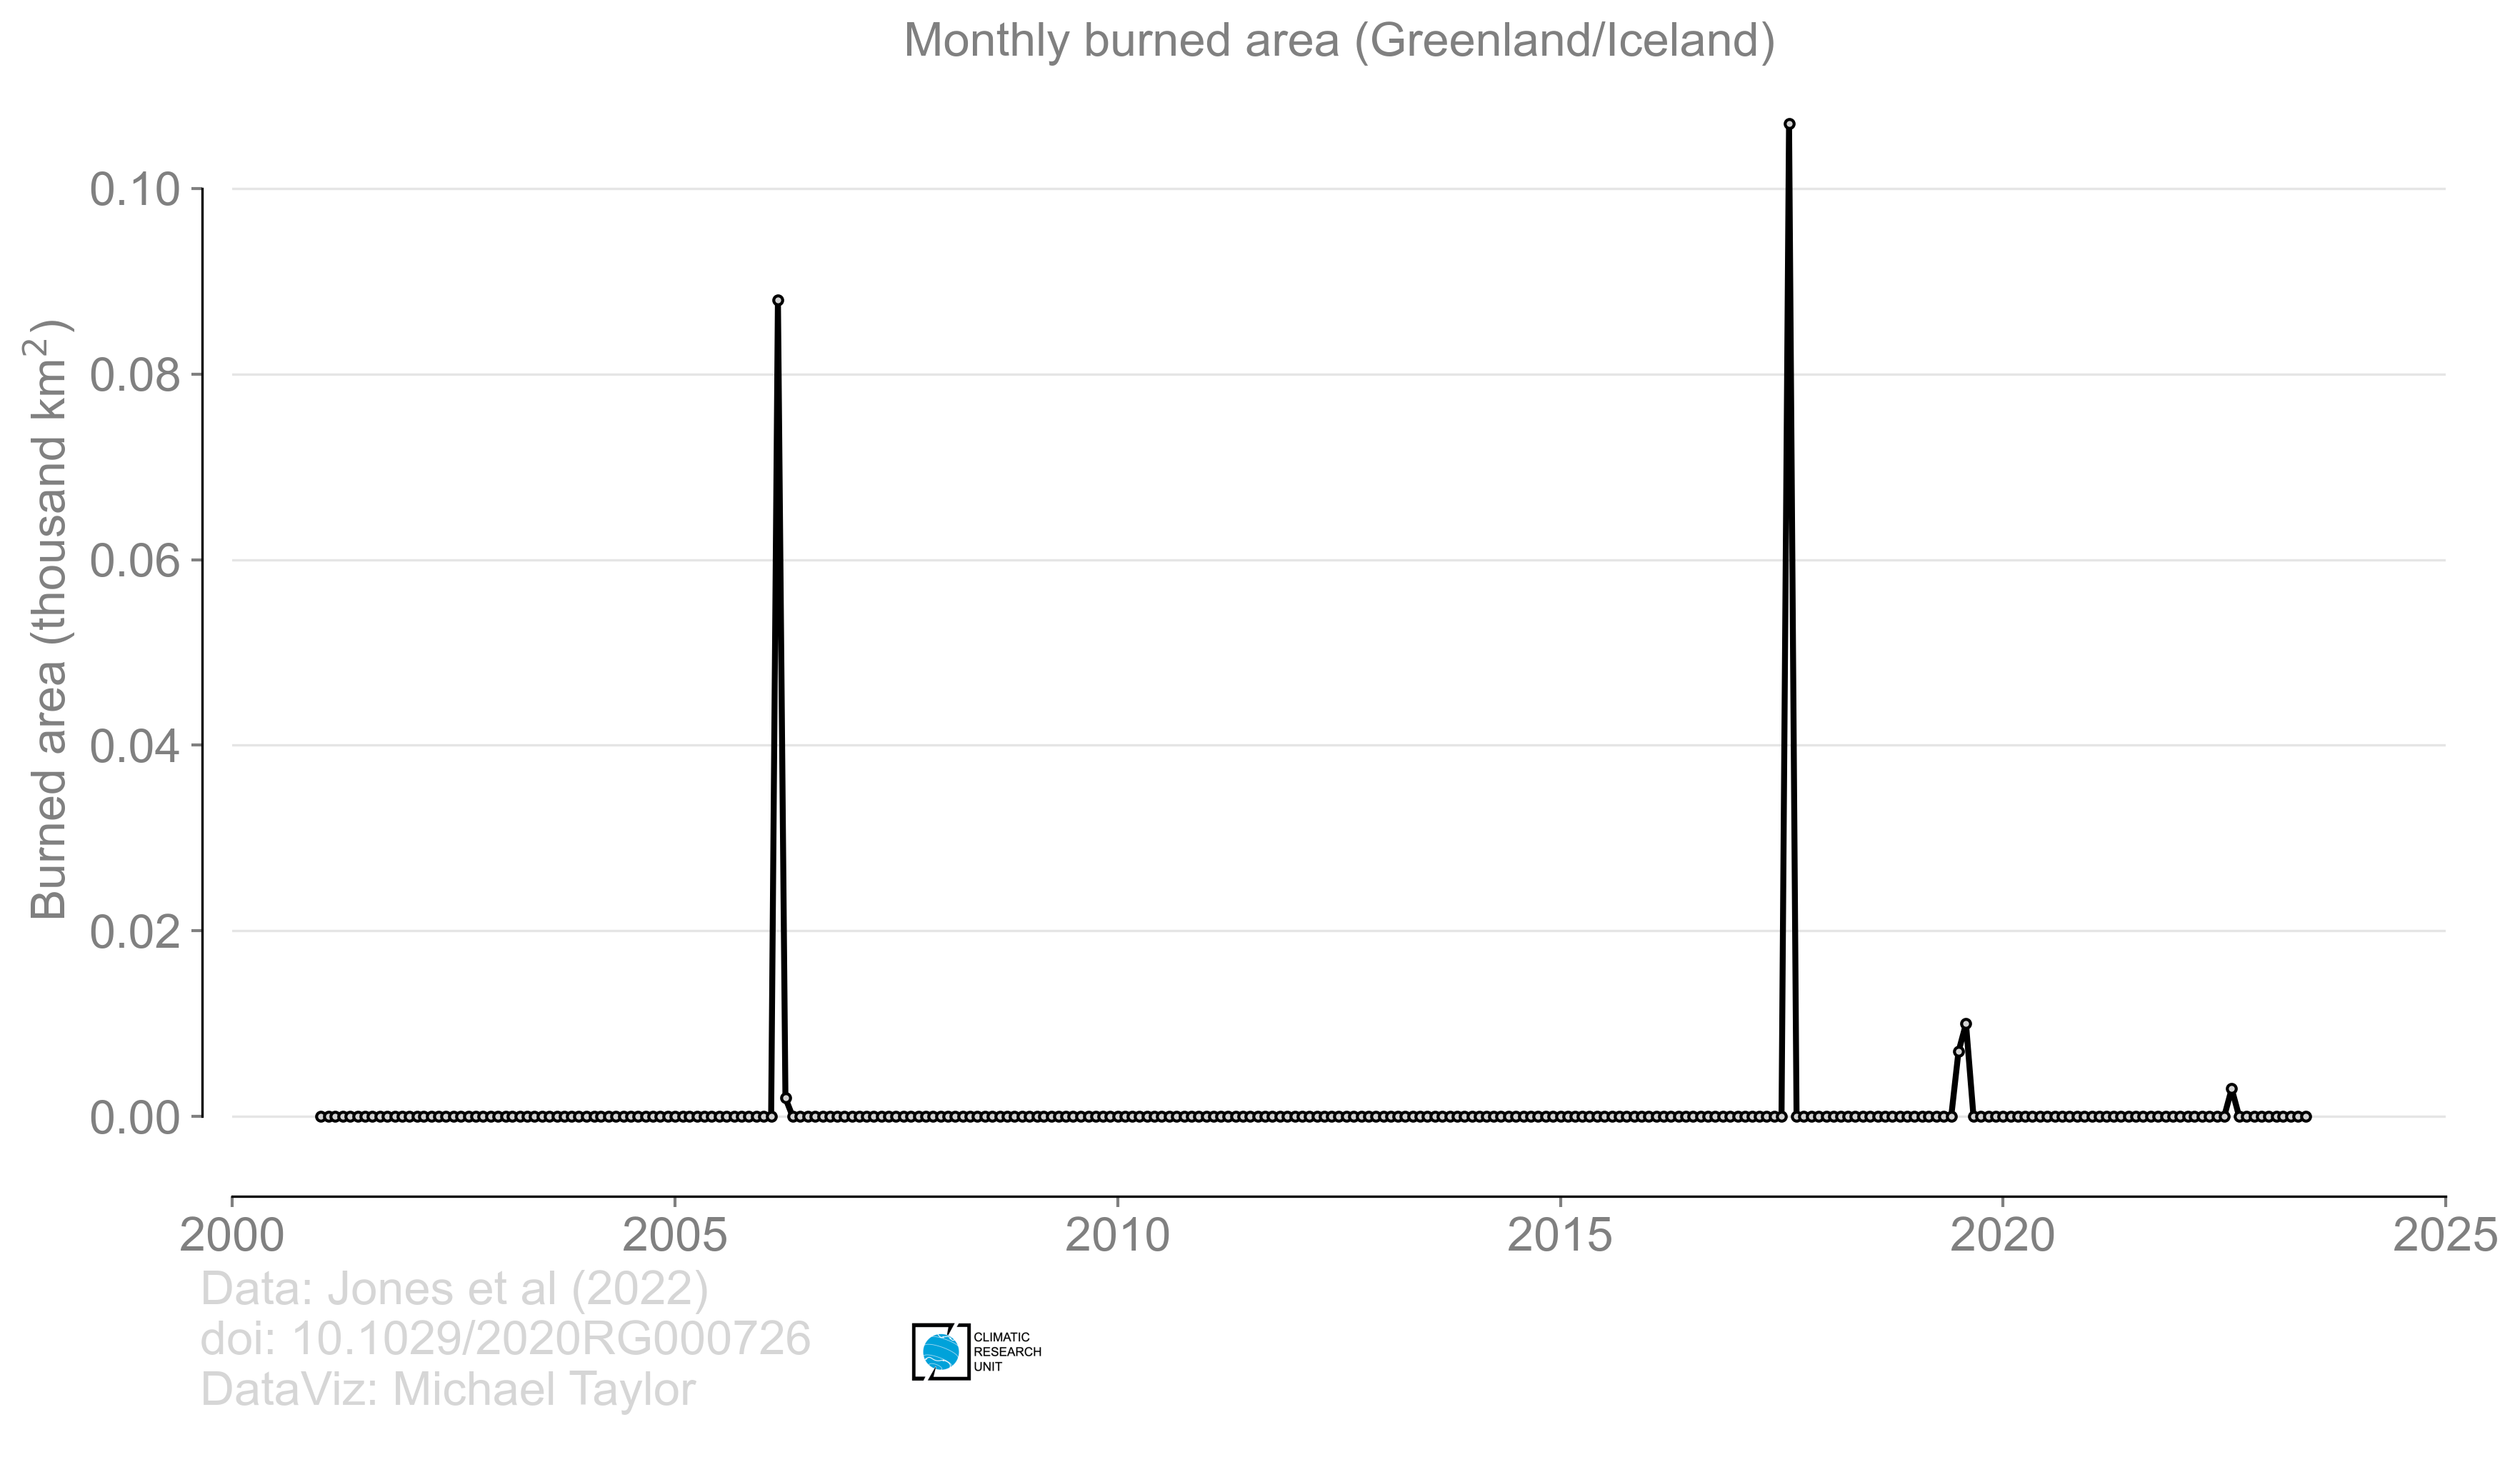 Monthly burned area (Greenland/Iceland)
Burned area (thousand km²)
0.10
0.08
0.06
0.04
0.02
0.00
2000
2005
2010
2015
2020
2025
Data: Jones et al (2022)
doi: 10.1029/2020RG000726
DataViz: Michael Taylor
CLIMATIC
RESEARCH
UNIT